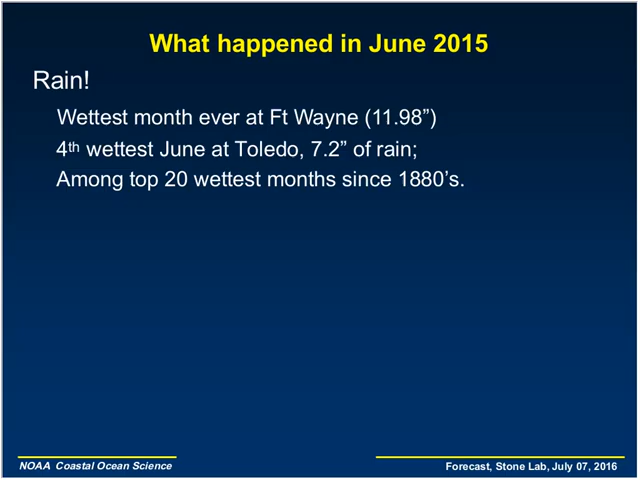 What happened in June 2015
Rain!
Wettest month ever at Ft Wayne (11.98”)
4th wettest June at Toledo, 7.2” of rain;
Among top 20 wettest months since 1880’s.
NOAA Coastal Ocean Science
Forecast, Stone Lab, July 07, 2016